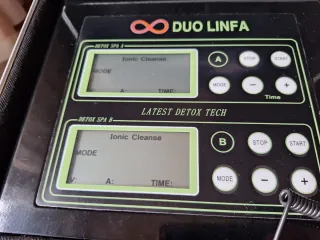 DUO LINFA
DETOX SPA A
Ionic Cleanse
MODE
A: TIME:
A STOP START
MODE − +
Time
LATEST DETOX TECH
DETOX SPA B
Ionic Cleanse
MODE
V: A: TIME:
B STOP START
MODE − +